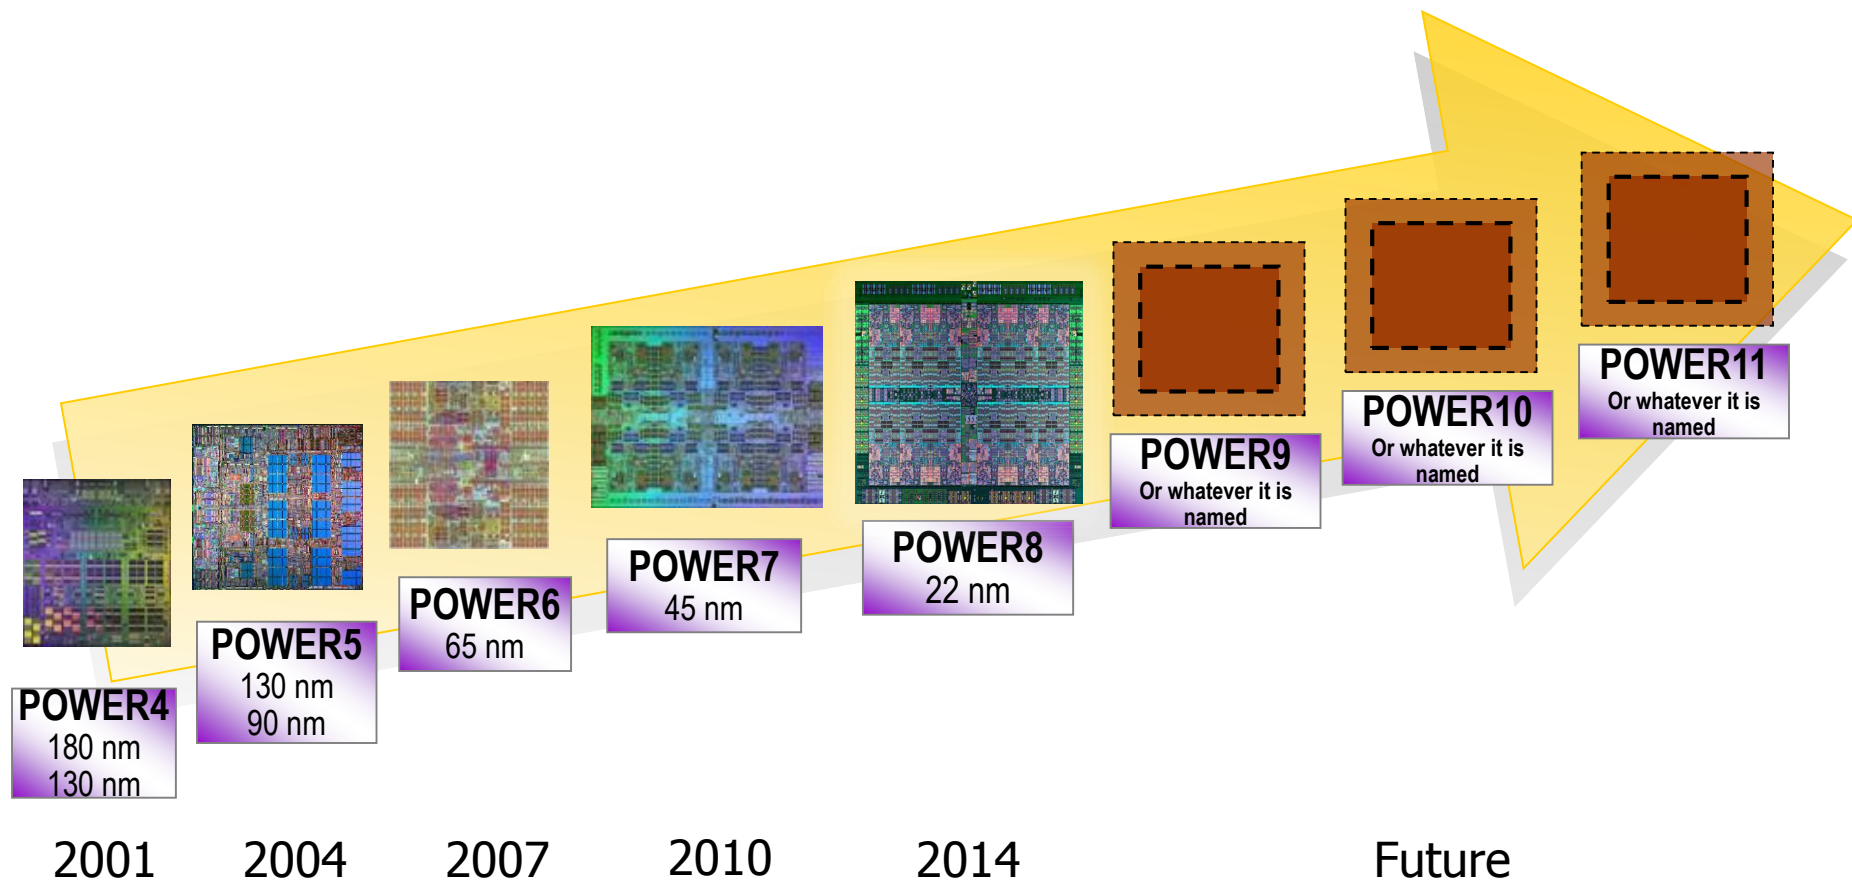 POWER4
180 nm
130 nm
POWER5
130 nm
90 nm
POWER6
65 nm
POWER7
45 nm
POWER8
22 nm
POWER9
Or whatever it is
named
POWER10
Or whatever it is
named
POWER11
Or whatever it is
named
2001
2004
2007
2010
2014
Future